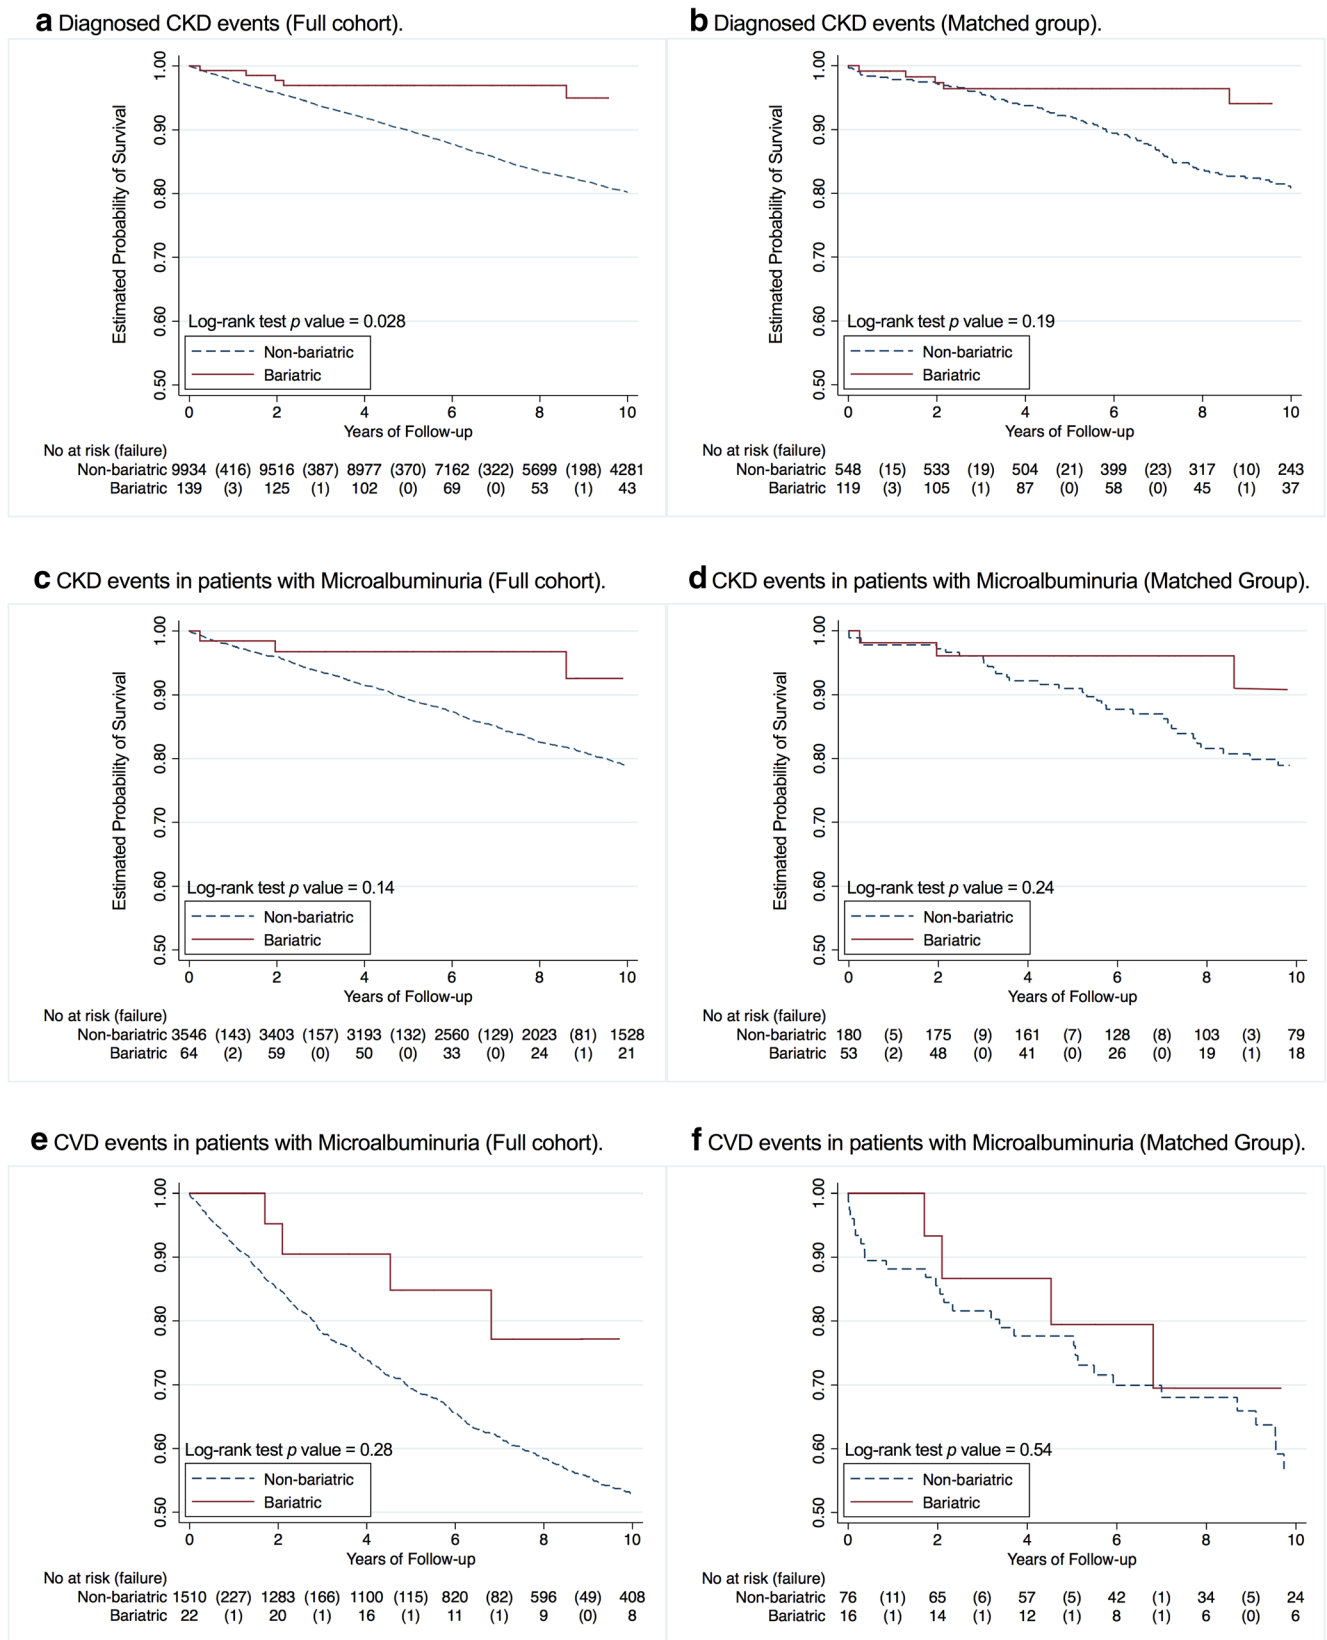 a Diagnosed CKD events (Full cohort).
Estimated Probability of Survival
1.00
0.90
0.80
0.70
0.60
0.50
Log-rank test p value = 0.028
Non-bariatric
Bariatric
0 2 4 6 8 10
Years of Follow-up
No at risk (failure)
Non-bariatric 9934 (416) 9516 (387) 8977 (370) 7162 (322) 5699 (198) 4281
Bariatric 139 (3) 125 (1) 102 (0) 69 (0) 53 (1) 43
b Diagnosed CKD events (Matched group).
Estimated Probability of Survival
1.00
0.90
0.80
0.70
0.60
0.50
Log-rank test p value = 0.19
Non-bariatric
Bariatric
0 2 4 6 8 10
Years of Follow-up
No at risk (failure)
Non-bariatric 548 (15) 533 (19) 504 (21) 399 (23) 317 (10) 243
Bariatric 119 (3) 105 (1) 87 (0) 58 (0) 45 (1) 37
c CKD events in patients with Microalbuminuria (Full cohort).
Estimated Probability of Survival
1.00
0.90
0.80
0.70
0.60
0.50
Log-rank test p value = 0.14
Non-bariatric
Bariatric
0 2 4 6 8 10
Years of Follow-up
No at risk (failure)
Non-bariatric 3546 (143) 3403 (157) 3193 (132) 2560 (129) 2023 (81) 1528
Bariatric 64 (2) 59 (0) 50 (0) 33 (0) 24 (1) 21
d CKD events in patients with Microalbuminuria (Matched Group).
Estimated Probability of Survival
1.00
0.90
0.80
0.70
0.60
0.50
Log-rank test p value = 0.24
Non-bariatric
Bariatric
0 2 4 6 8 10
Years of Follow-up
No at risk (failure)
Non-bariatric 180 (5) 175 (9) 161 (7) 128 (8) 103 (3) 79
Bariatric 53 (2) 48 (0) 41 (0) 26 (0) 19 (1) 18
e CVD events in patients with Microalbuminuria (Full cohort).
1.00
0.90
0.80
0.70
0.60
0.50
Log-rank test p value = 0.28
Non-bariatric
Bariatric
0 2 4 6 8 10
Years of Follow-up
No at risk (failure)
Non-bariatric 1510 (227) 1283 (166) 1100 (115) 820 (82) 596 (49) 408
Bariatric 22 (1) 20 (1) 16 (1) 11 (1) 9 (0) 8
f CVD events in patients with Microalbuminuria (Matched Group).
1.00
0.90
0.80
0.70
0.60
0.50
Log-rank test p value = 0.54
Non-bariatric
Bariatric
0 2 4 6 8 10
Years of Follow-up
No at risk (failure)
Non-bariatric 76 (11) 65 (6) 57 (5) 42 (1) 34 (5) 24
Bariatric 16 (1) 14 (1) 12 (1) 8 (1) 6 (0) 6